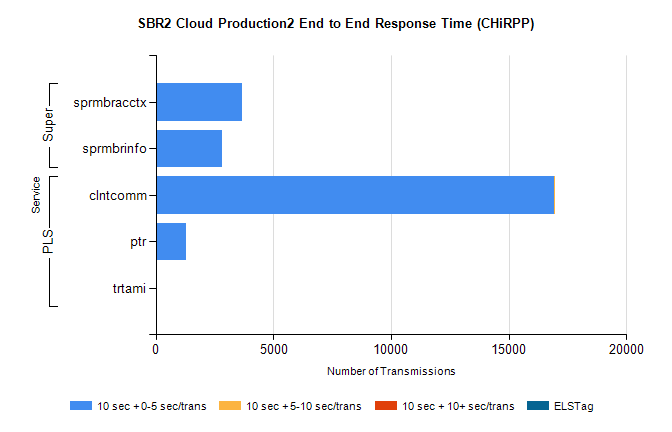 SBR2 Cloud Production2 End to End Response Time (CHiRPP)
Super
sprmbracctx
sprmbrinfo
Service
PLS
clntcomm
ptr
trtami
0 5000 10000 15000 20000
Number of Transmissions
10 sec +0-5 sec/trans 10 sec +5-10 sec/trans 10 sec + 10+ sec/trans ELSTag